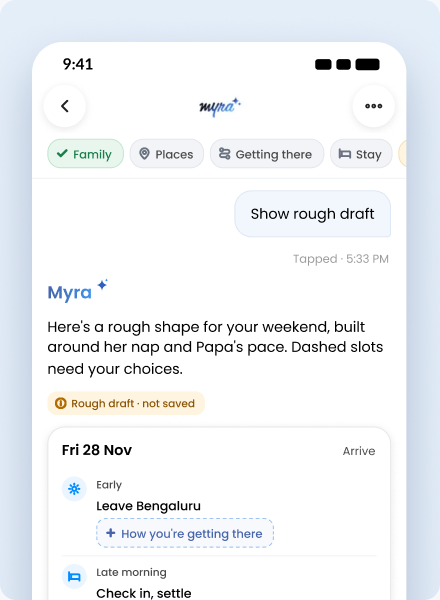 9:41
myra
Family
Places
Getting there
Stay
Show rough draft
Tapped · 5:33 PM
Myra
Here's a rough shape for your weekend, built
around her nap and Papa's pace. Dashed slots
need your choices.
Rough draft · not saved
Fri 28 Nov
Arrive
Early
Leave Bengaluru
+ How you're getting there
Late morning
Check in, settle